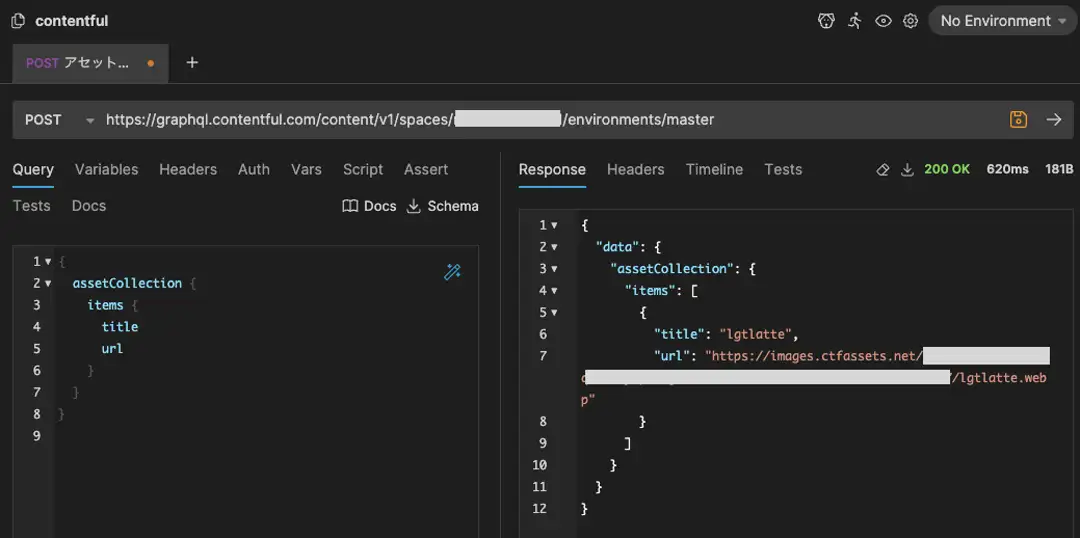 contentful
No Environment
POST アセット...
+
POST https://graphql.contentful.com/content/v1/spaces/ /environments/master
Query Variables Headers Auth Vars Script Assert
Tests Docs
Docs Schema
1 {
2 assetCollection {
3 items {
4 title
5 url
6 }
7 }
8 }
9
Response Headers Timeline Tests
200 OK 620ms 181B
1 {
2 "data": {
3 "assetCollection": {
4 "items": [
5 {
6 "title": "lgtlatte",
7 "url": "https://images.ctfassets.net/
/lgtlatte.web
p"
8 }
9 ]
10 }
11 }
12 }